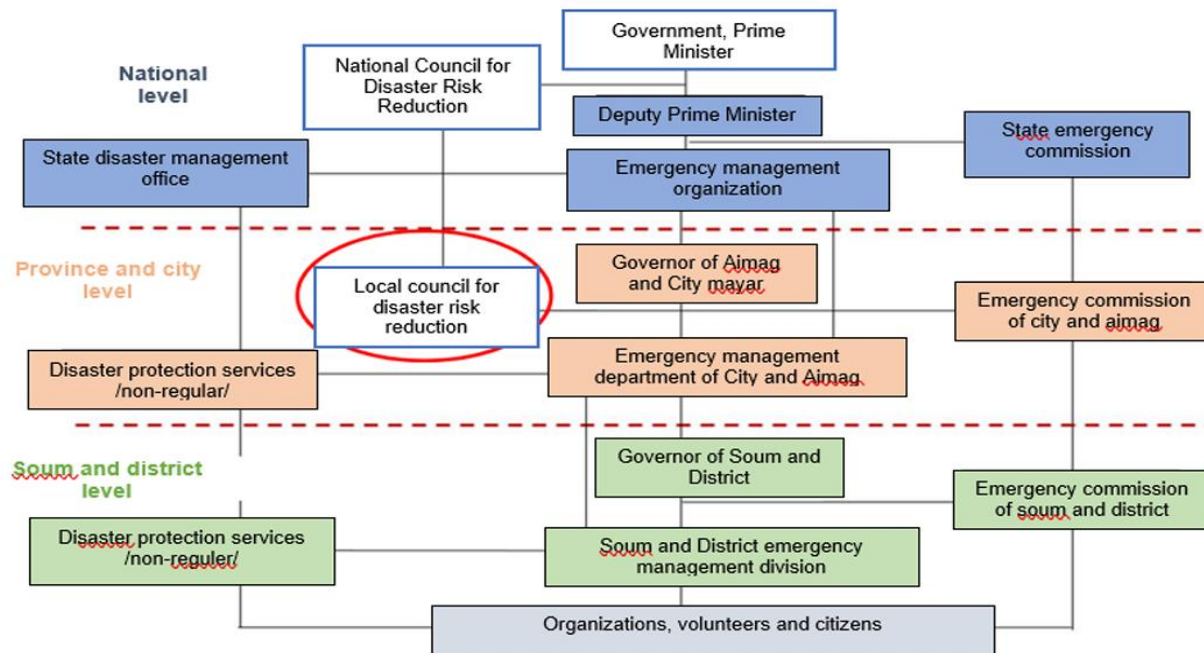 Government, Prime
Minister
National Council for
Disaster Risk
Reduction
National
level
Deputy Prime Minister
State emergency
commission
State disaster management
office
Emergency management
organization
Province and city
level
Governor of Aimag
and City mayar
Local council for
disaster risk
reduction
Emergency commission
of city and aimag
Disaster protection services
/non-regular/
Emergency management
department of City and Aimag
Soum and district
level
Governor of Soum and
District
Emergency commission
of soum and district
Disaster protection services
/non-reguler/
Soum and District emergency
management division
Organizations, volunteers and citizens